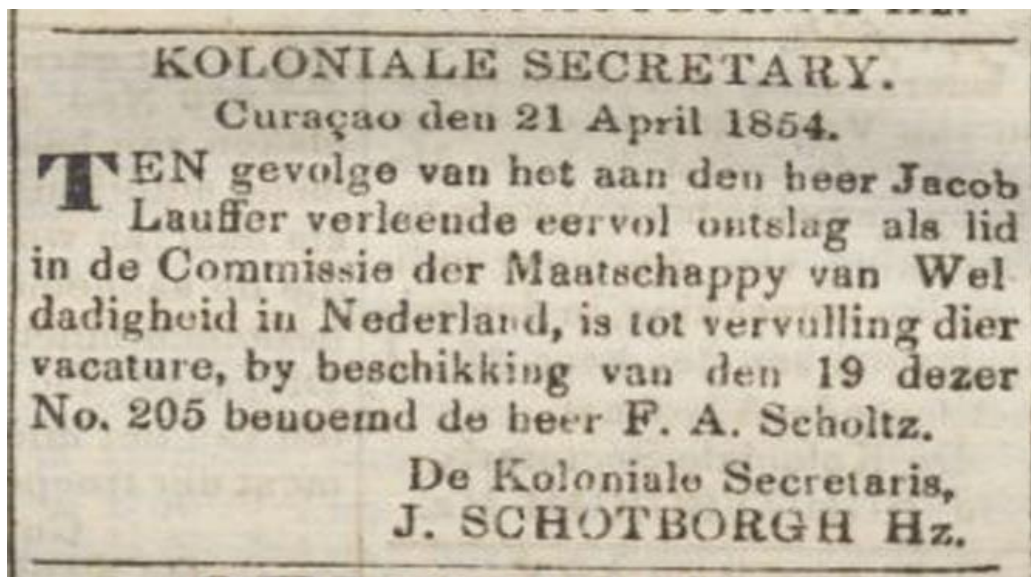 KOLONIALE SECRETARY.
Curaçao den 21 April 1854.
TEN gevolge van het aan den heer Jacob
Lauffer verleende eervol ontslag als lid
in de Commissie der Maatschappy van Wel-
dadigheid in Nederland, is tot vervulling dier
vacature, by beschikking van den 19 dezer
No. 205 benoemd de heer F. A. Scholtz.
De Koloniale Secretaris,
J. SCHOTBORGH Hz.